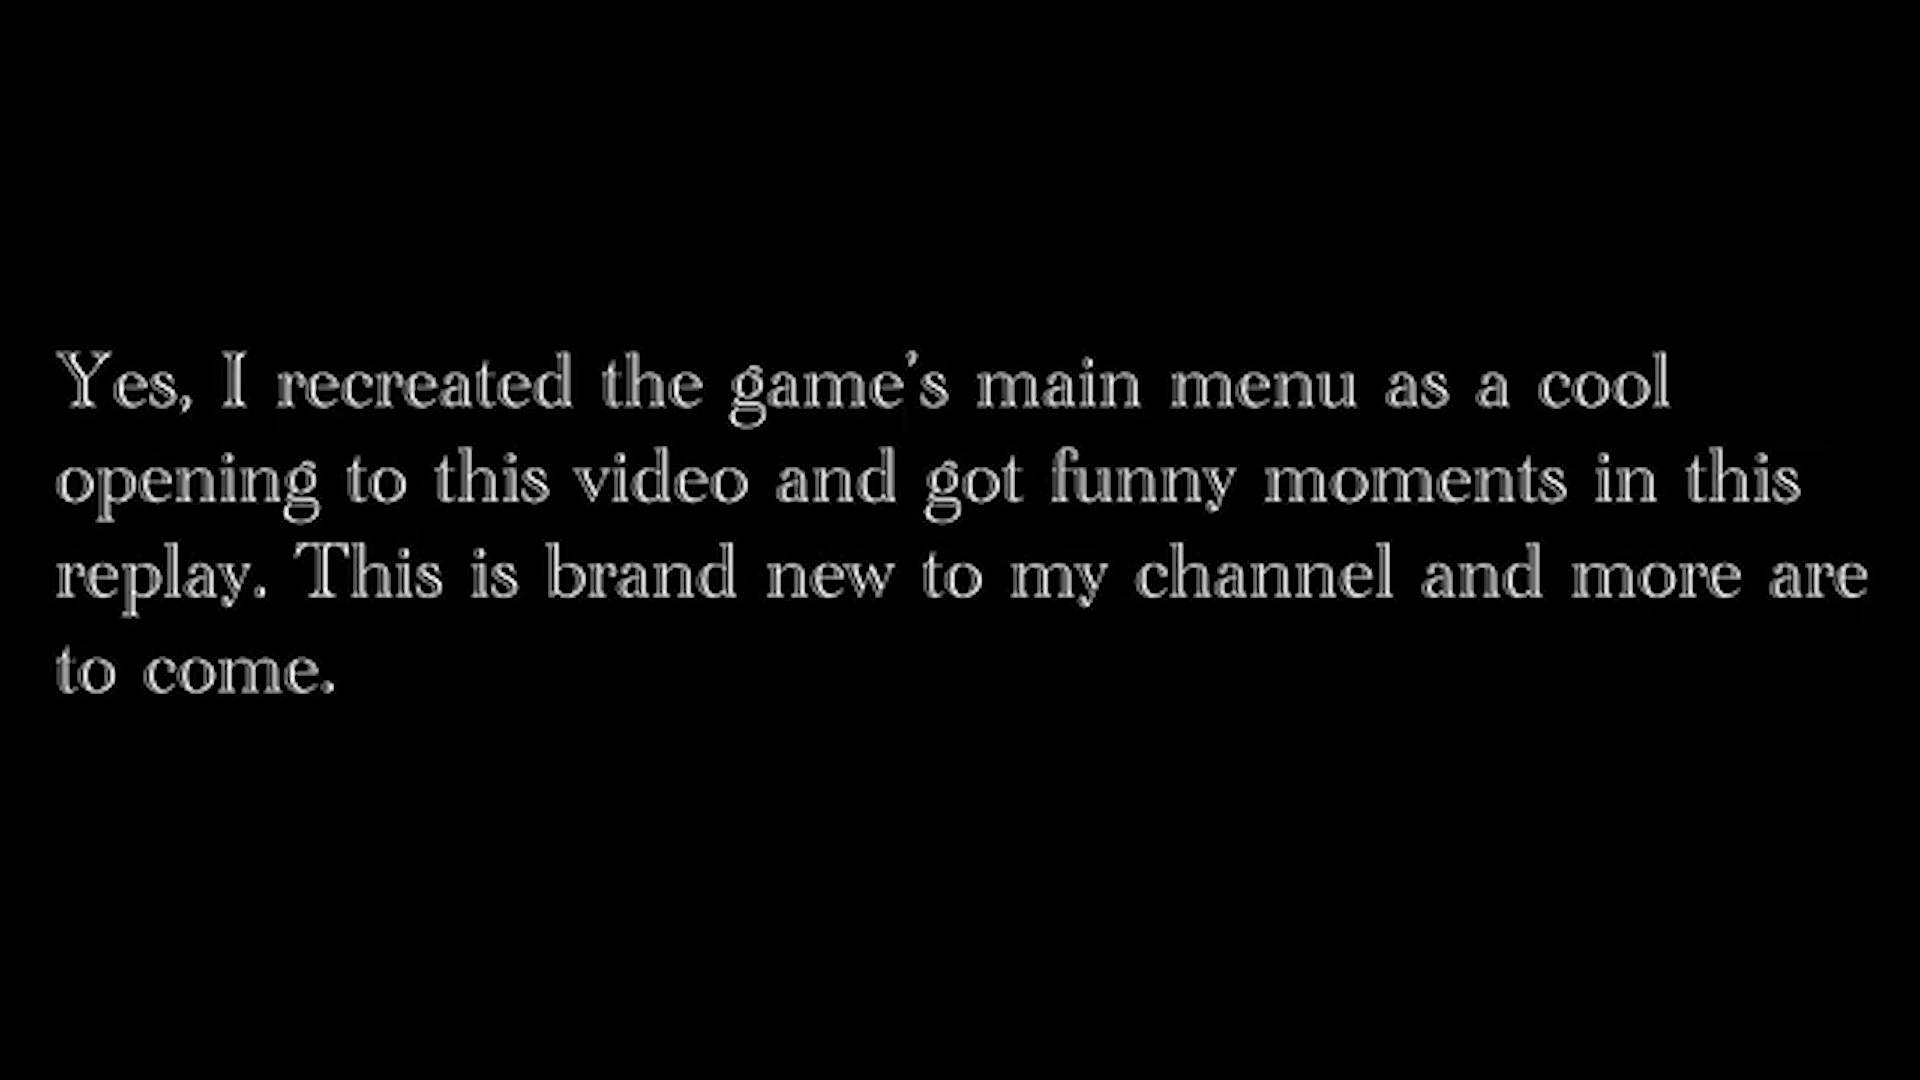 Yes, I recreated the game's main menu as a cool
opening to this video and got funny moments in this
replay. This is brand new to my channel and more are
to come.